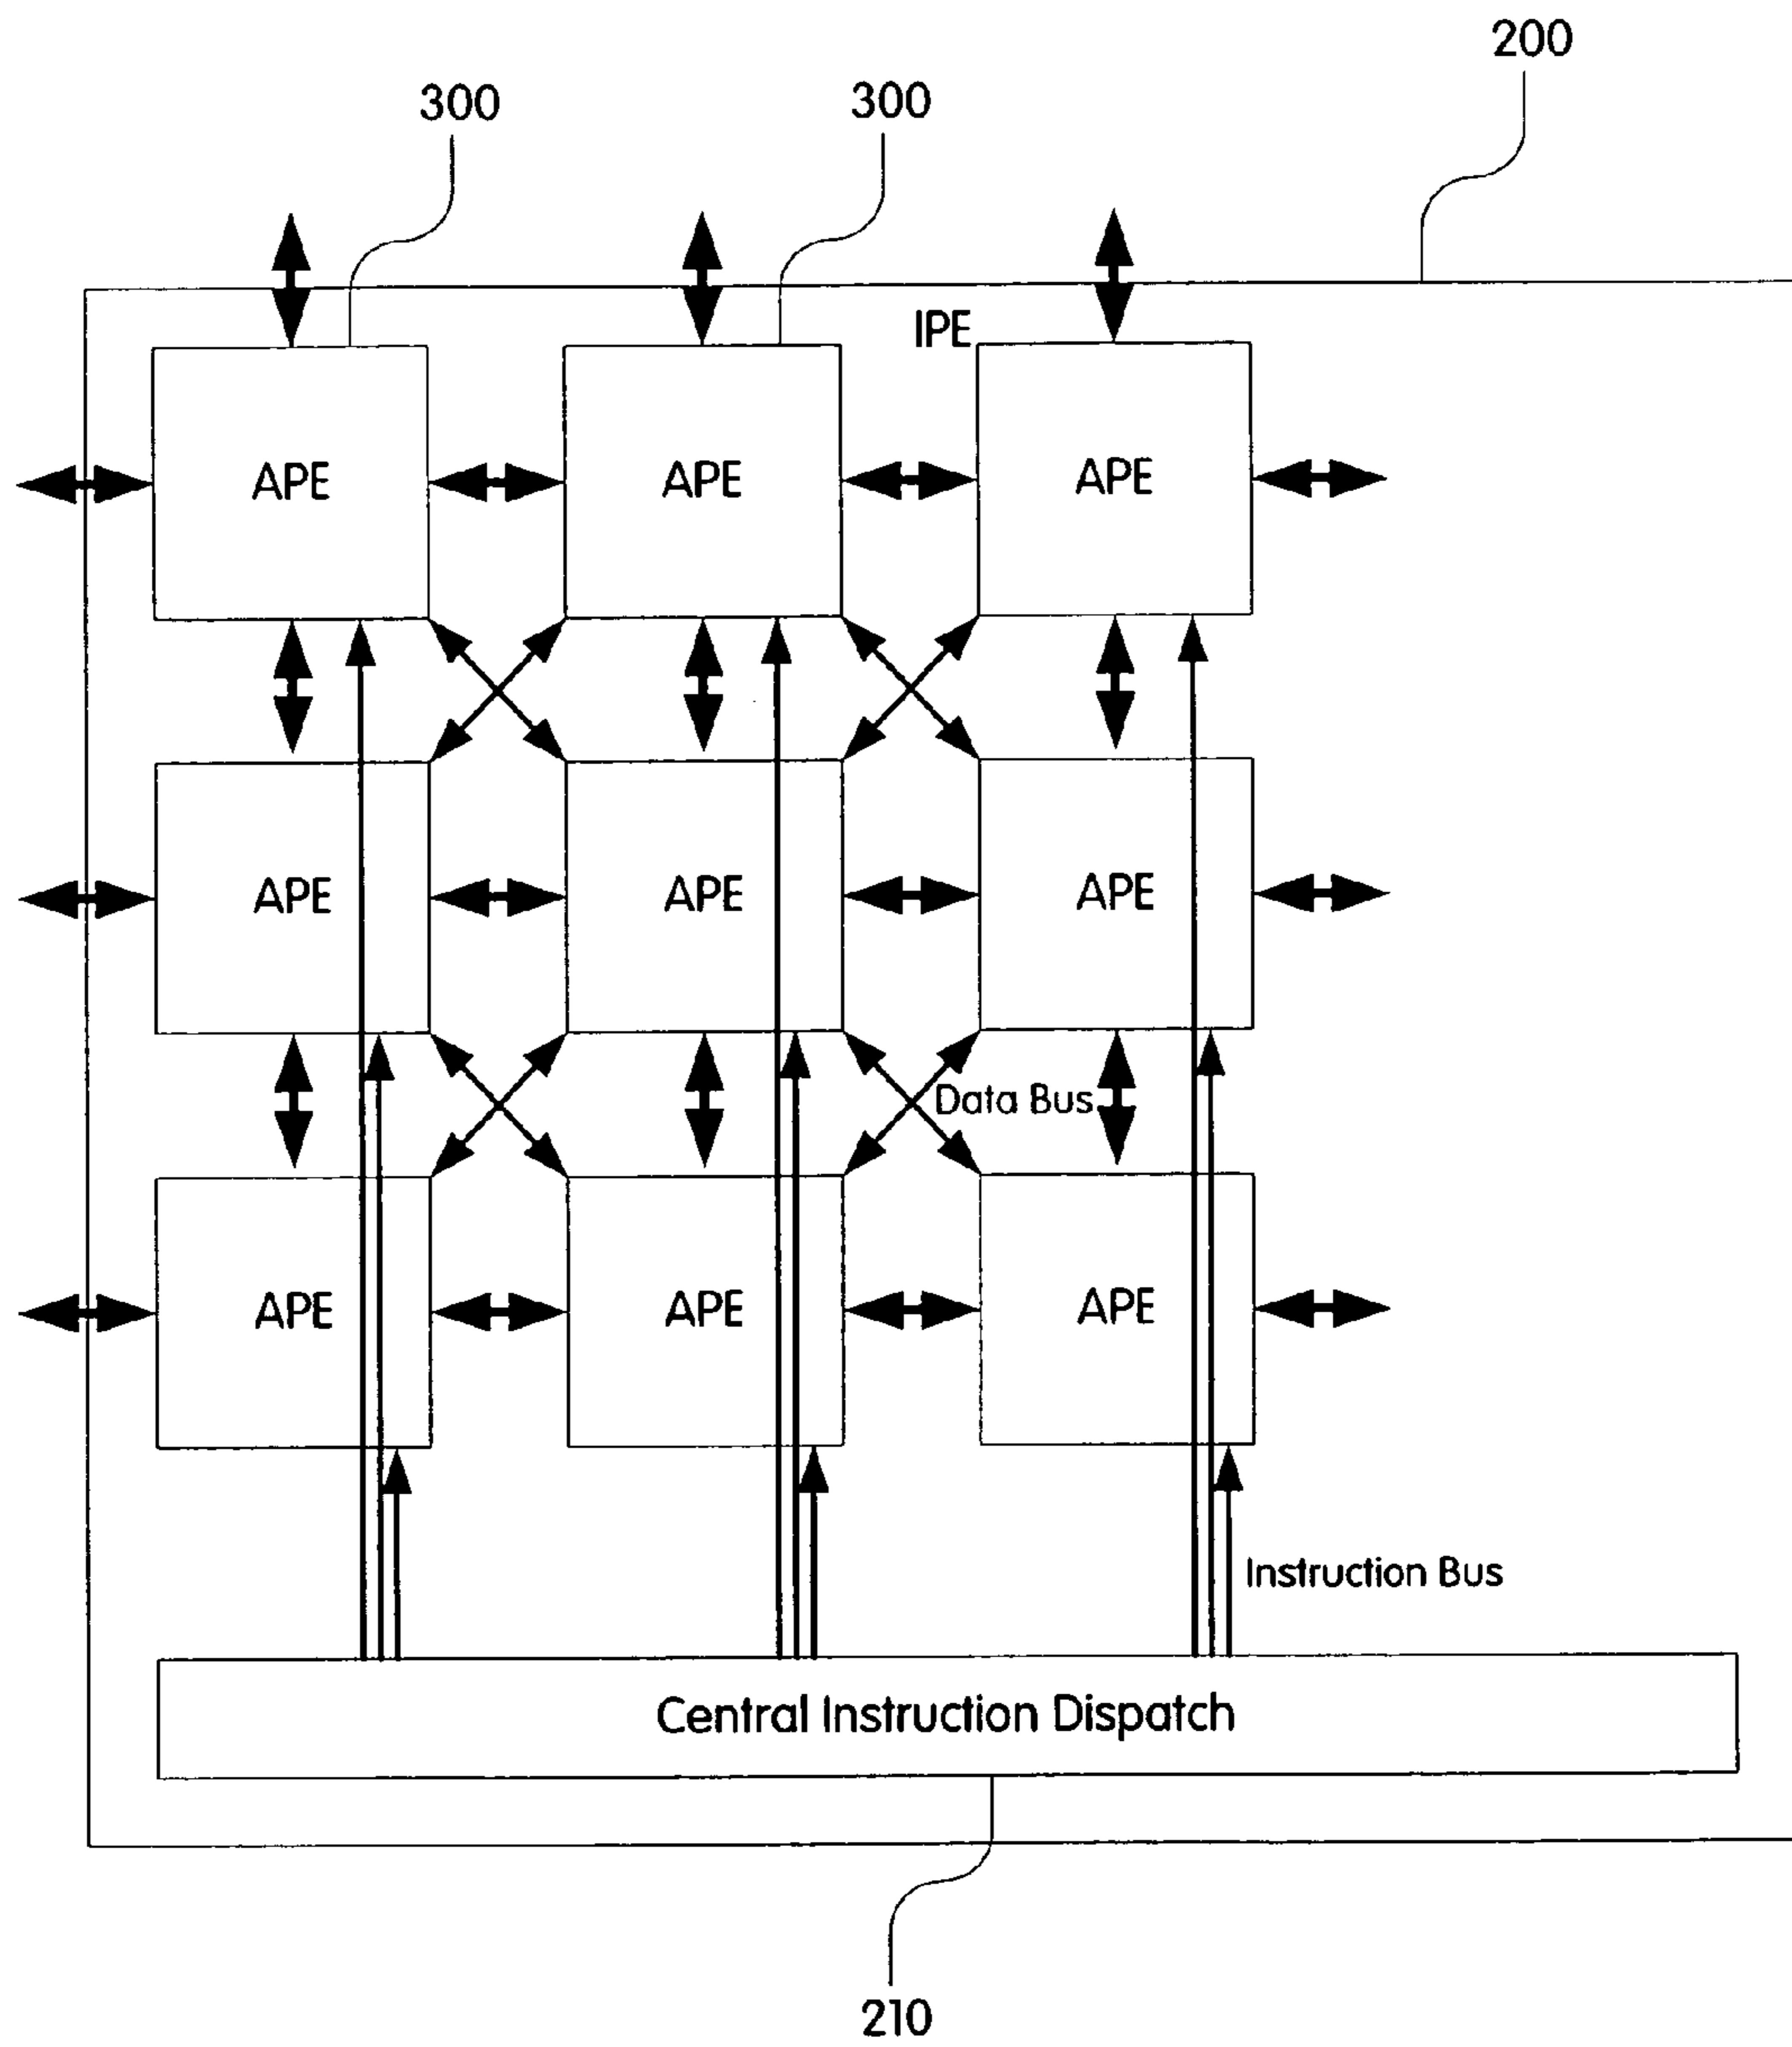 200
300
300
IPE
APE
APE
APE
APE
APE
APE
Data Bus
APE
APE
APE
Instruction Bus
Central Instruction Dispatch
210